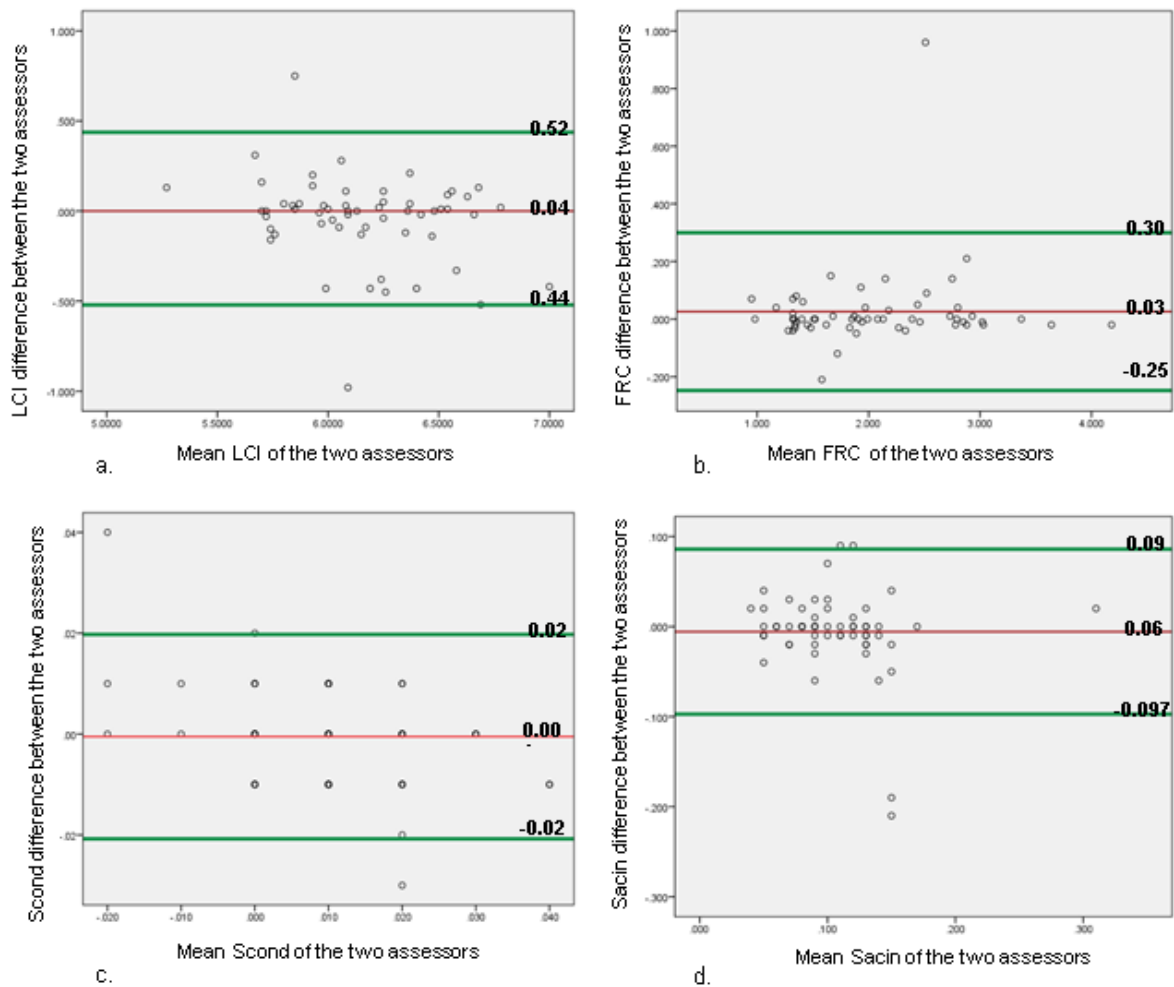 LCI difference between the two assessors
1.000
.500
.000
-.500
-1.000
0.52
0.04
0.44
5.0000 5.5000 6.0000 6.5000 7.0000
Mean LCI of the two assessors
a.
FRC difference between the two assessors
1.000
.800
.600
.400
.200
.000
-.200
0.30
0.03
-0.25
1.000 2.000 3.000 4.000
Mean FRC of the two assessors
b.
Scond difference between the two assessors
.04
.02
.00
-.02
0.02
0.00
-0.02
-.020 -.010 .000 .010 .020 .030 .040
Mean Scond of the two assessors
c.
Sacin difference between the two assessors
.100
.000
-.100
-.200
-.300
0.09
0.06
-0.097
.000 .100 .200 .300
Mean Sacin of the two assessors
d.